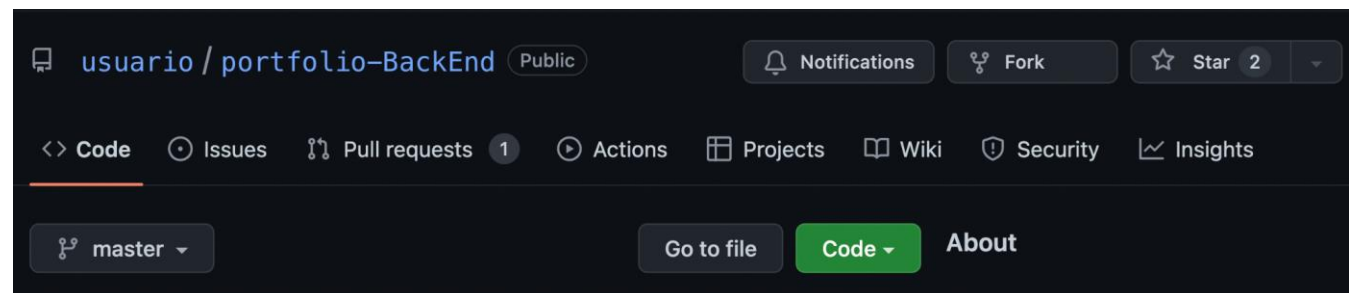 usuario / portfolio-BackEnd Public Notifications Fork Star 2
<> Code Issues Pull requests 1 Actions Projects Wiki Security Insights
master Go to file Code About